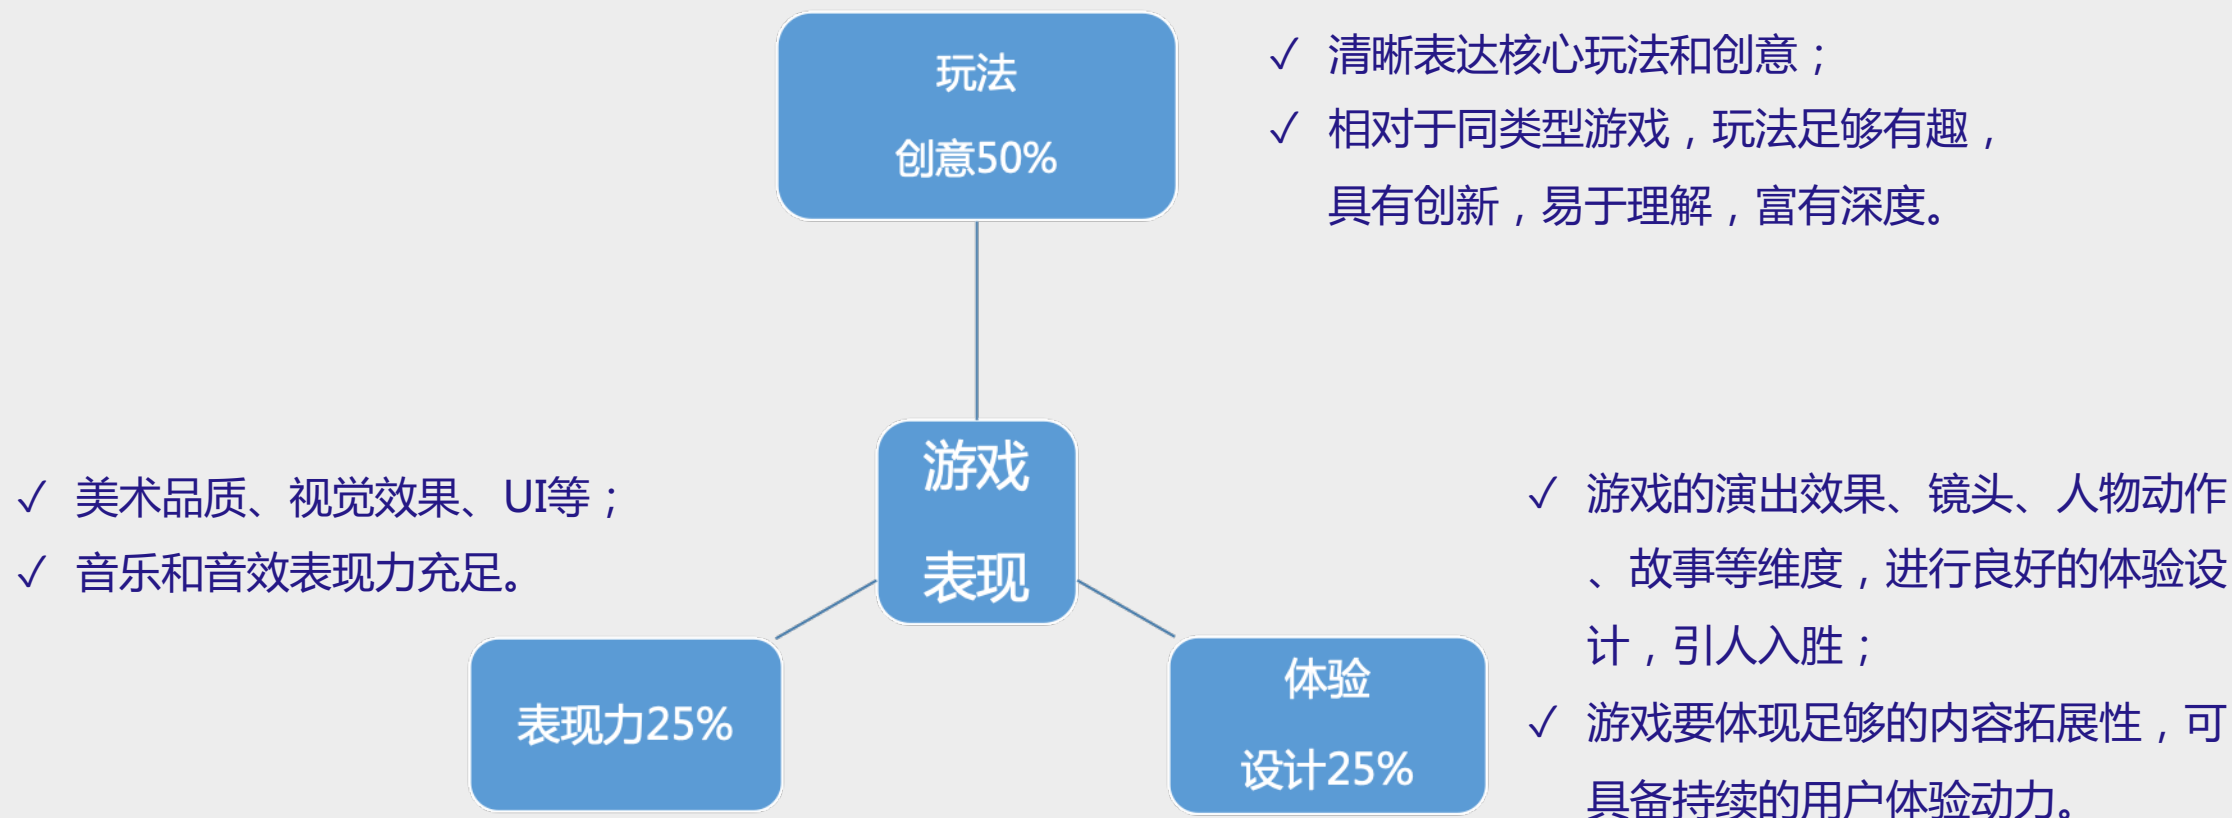 玩法
创意50%
✓ 清晰表达核心玩法和创意；
✓ 相对于同类型游戏，玩法足够有趣，
具有创新，易于理解，富有深度。
游戏
表现
✓ 美术品质、视觉效果、UI等；
✓ 音乐和音效表现力充足。
表现力25%
体验
设计25%
✓ 游戏的演出效果、镜头、人物动作
、故事等维度，进行良好的体验设
计，引人入胜；
✓ 游戏要体现足够的内容拓展性，可
具备持续的用户体验动力。